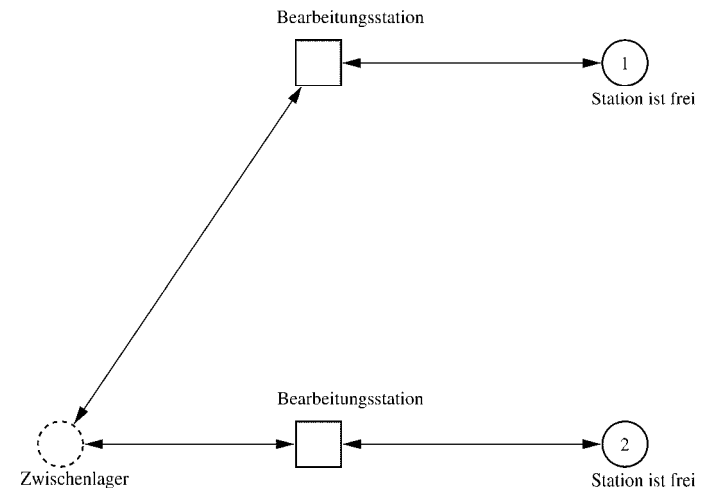 Bearbeitungsstation
1
Station ist frei
Bearbeitungsstation
2
Zwischenlager
Station ist frei